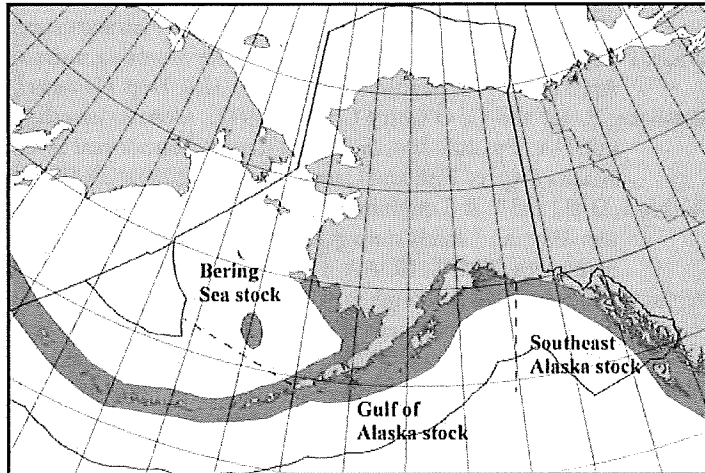 Bering
Sea stock
Southeast
Alaska stock
Gulf of
Alaska stock